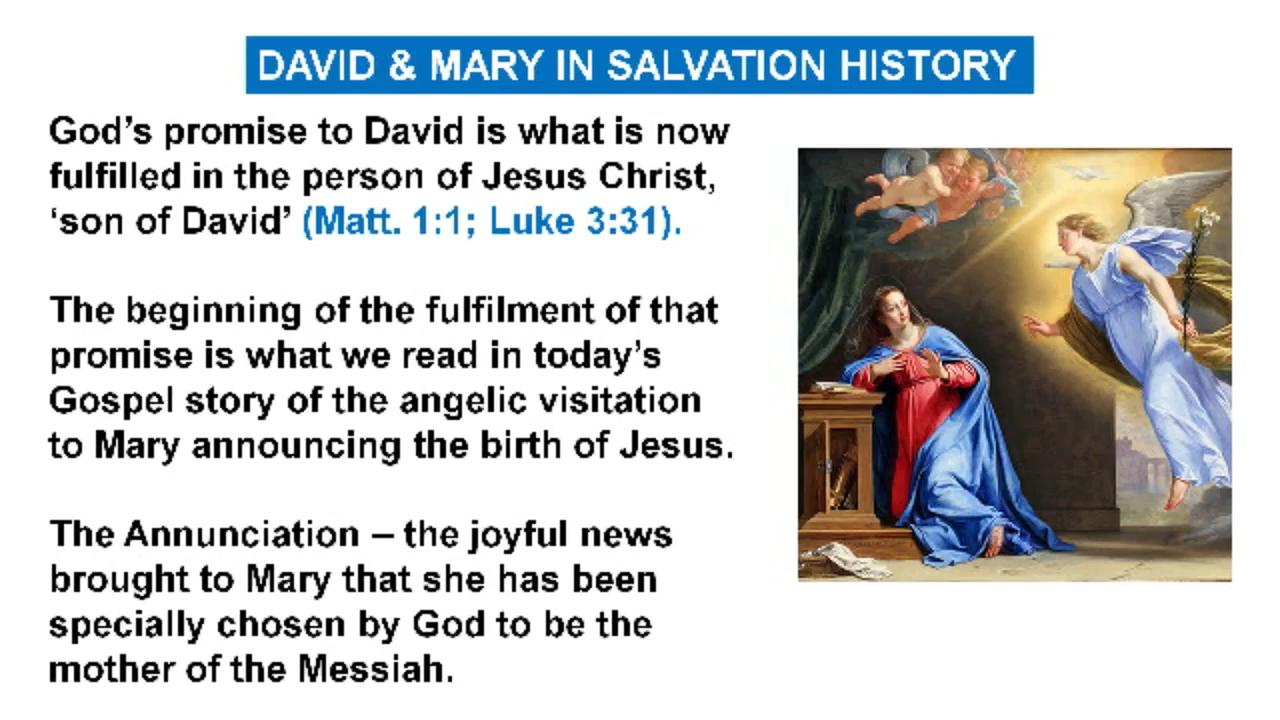 DAVID & MARY IN SALVATION HISTORY
God’s promise to David is what is now
fulfilled in the person of Jesus Christ,
‘son of David’ (Matt. 1:1; Luke 3:31).
The beginning of the fulfilment of that
promise is what we read in today’s
Gospel story of the angelic visitation
to Mary announcing the birth of Jesus.
The Annunciation – the joyful news
brought to Mary that she has been
specially chosen by God to be the
mother of the Messiah.